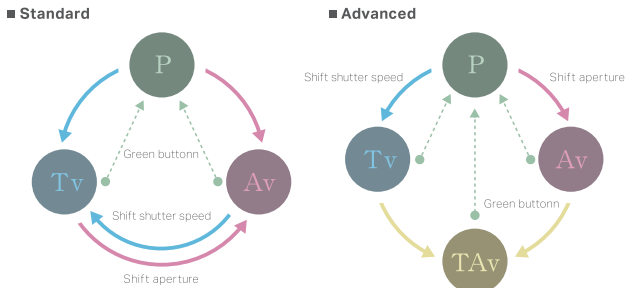 ■ Standard
P
Green buttonn
Tv
Av
Shift shutter speed
Shift aperture
■ Advanced
P
Shift shutter speed
Shift aperture
Tv
Av
Green buttonn
TAv